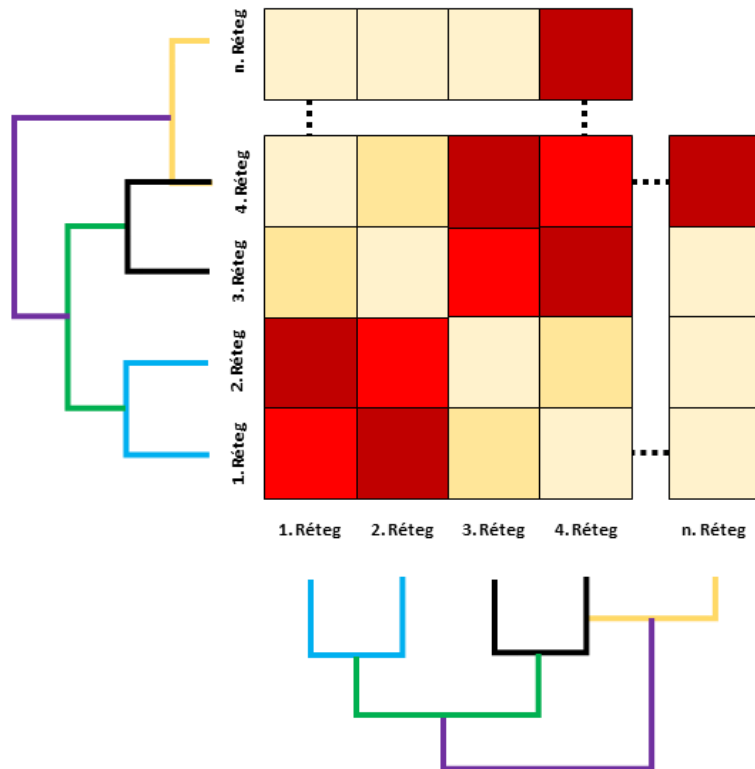 n. Réteg
4. Réteg
3. Réteg
2. Réteg
1. Réteg
1. Réteg 2. Réteg 3. Réteg 4. Réteg n. Réteg